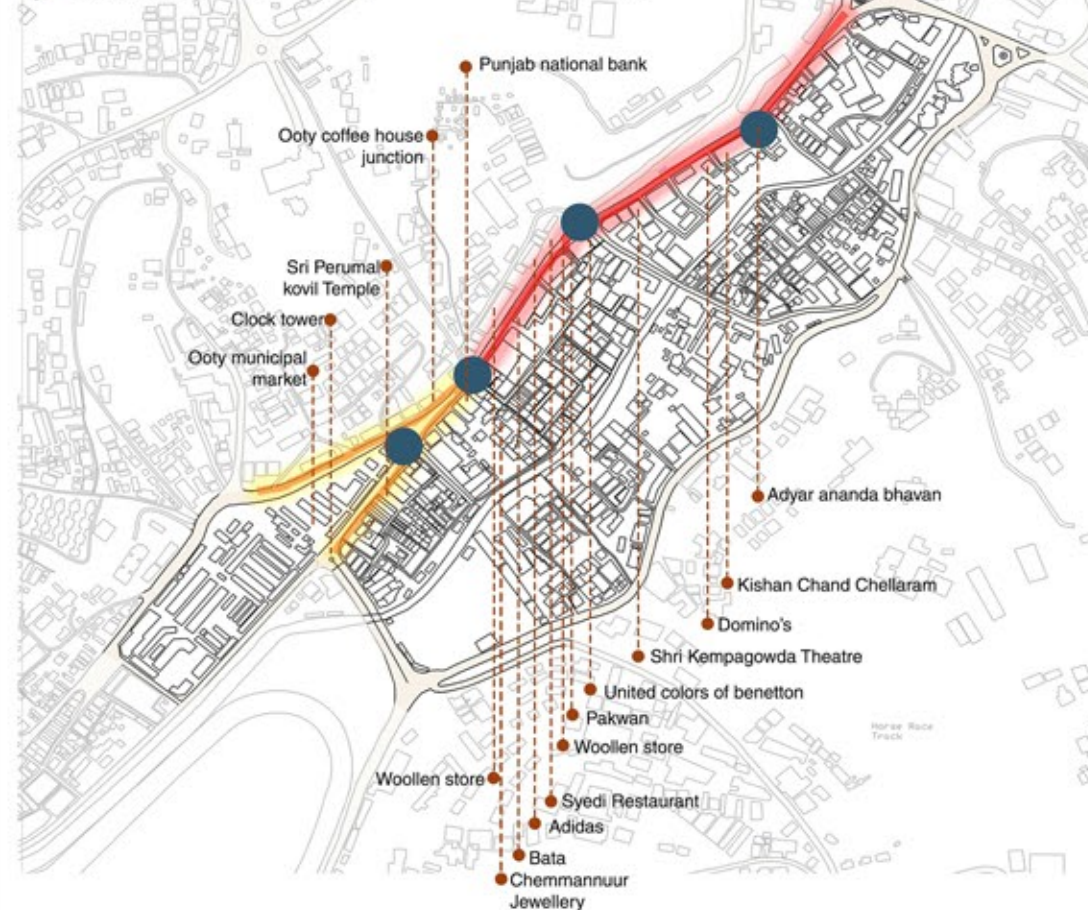 Punjab national bank
Ooty coffee house
junction
Sri Perumal
kovil Temple
Clock tower
Ooty municipal
market
Adyar ananda bhavan
Kishan Chand Chellaram
Domino's
Shri Kempagowda Theatre
United colors of benetton
Pakwan
Horse Race
Track
Woollen store
Woollen store
Syedi Restaurant
Adidas
Bata
Chemmannuur
Jewellery